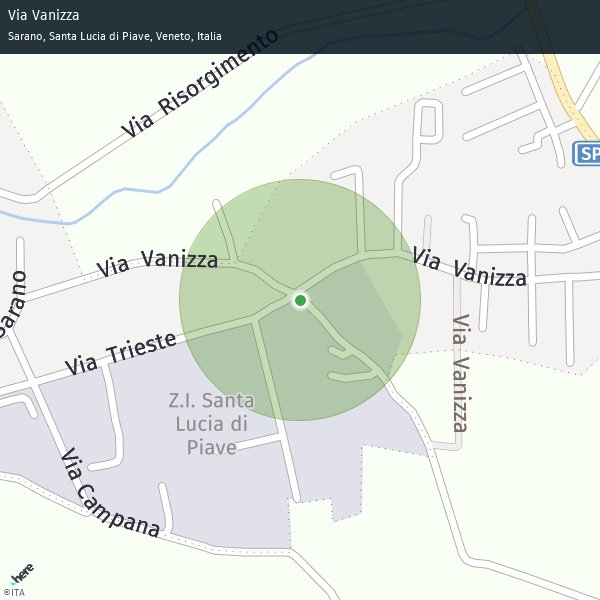 Via Vanizza
Sarano, Santa Lucia di Piave, Veneto, Italia
Via Risorgimento
SP
Via Vanizza
Via Vanizza
Sarano
Via Trieste
Via Vanizza
Z.I. Santa
Lucia di
Piave
Via Campana
here
©ITA